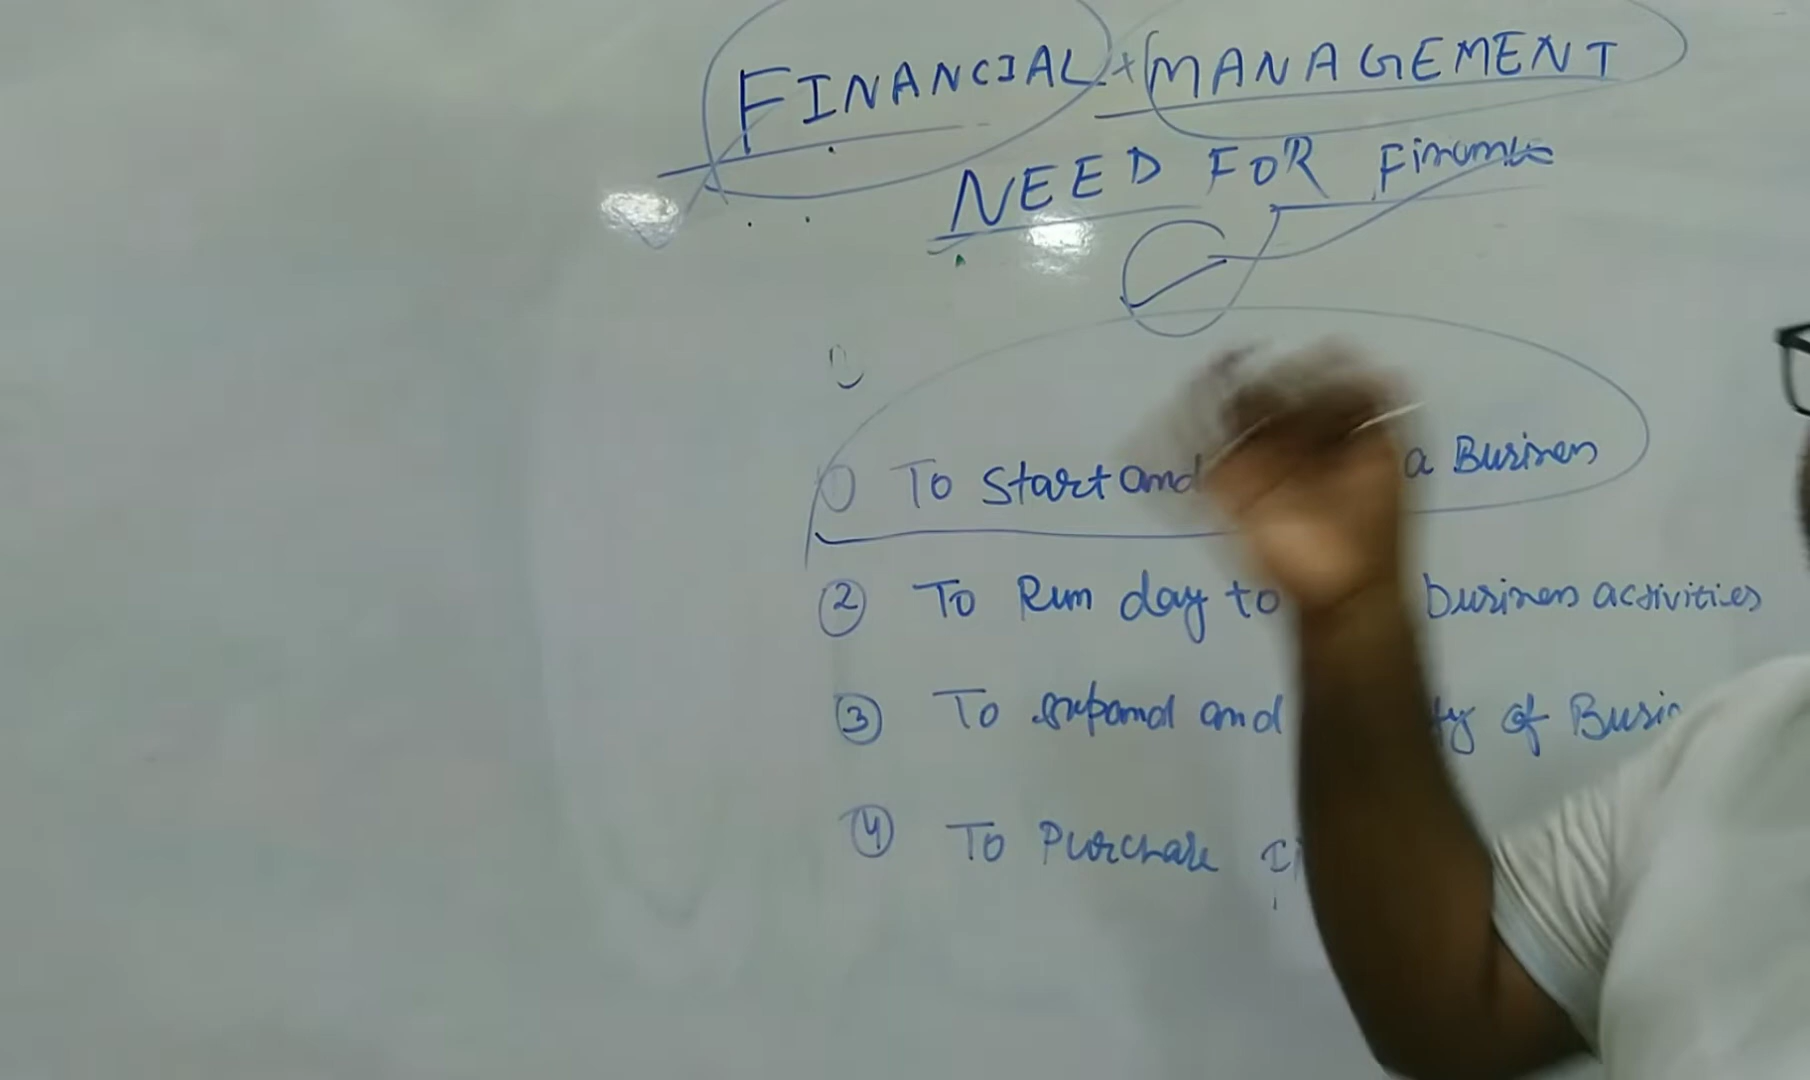 FINANCIAL + MANAGEMENT
NEED FOR Finance
1) To Start and a Business
② To Run day to business activities
③ To expand and of
④ To Purchase